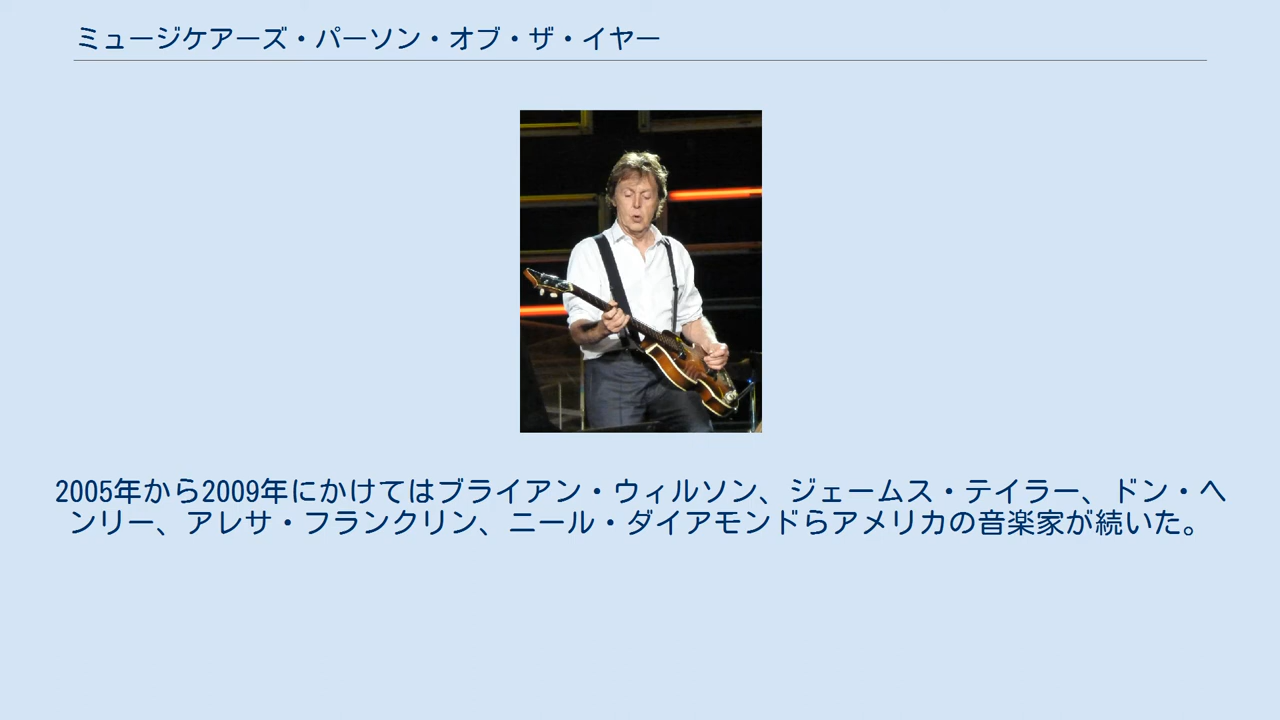 ミュージケアーズ・パーソン・オブ・ザ・イヤー
2005年から2009年にかけてはブライアン・ウィルソン、ジェームス・テイラー、ドン・ヘ
ンリー、アレサ・フランクリン、ニール・ダイアモンドらアメリカの音楽家が続いた。